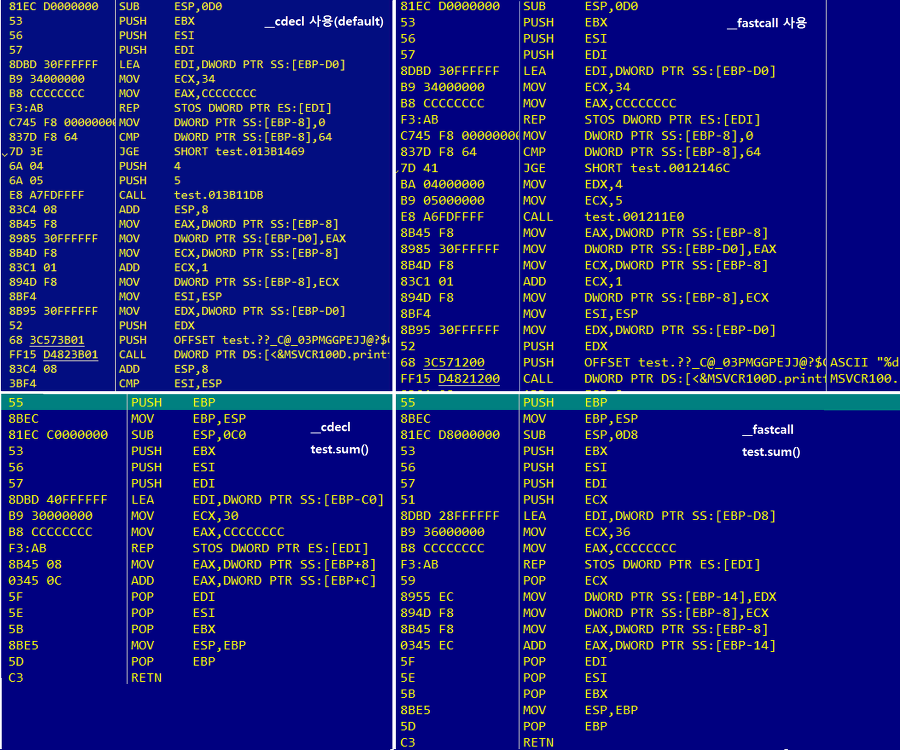 81EC D0000000 SUB ESP,0D0
53 PUSH EBX __cdecl 사용(default)
56 PUSH ESI
57 PUSH EDI
8DBD 30FFFFFF LEA EDI,DWORD PTR SS:[EBP-D0]
B9 34000000 MOV ECX,34
B8 CCCCCCCC MOV EAX,CCCCCCCC
F3:AB REP STOS DWORD PTR ES:[EDI]
C745 F8 00000000 MOV DWORD PTR SS:[EBP-8],0
837D F8 64 CMP DWORD PTR SS:[EBP-8],64
7D 3E JGE SHORT test.013B1469
6A 04 PUSH 4
6A 05 PUSH 5
E8 A7FDFFFF CALL test.013B11DB
83C4 08 ADD ESP,8
8B45 F8 MOV EAX,DWORD PTR SS:[EBP-8]
8985 30FFFFFF MOV DWORD PTR SS:[EBP-D0],EAX
8B4D F8 MOV ECX,DWORD PTR SS:[EBP-8]
83C1 01 ADD ECX,1
894D F8 MOV DWORD PTR SS:[EBP-8],ECX
8BF4 MOV ESI,ESP
8B95 30FFFFFF MOV EDX,DWORD PTR SS:[EBP-D0]
52 PUSH EDX
68 3C573B01 PUSH OFFSET test.??_C@_03PMGGPEJJ@?$
FF15 D4823B01 CALL DWORD PTR DS:[<&MSVCR100D.print
83C4 08 ADD ESP,8
3BF4 CMP ESI,ESP
81EC D0000000 SUB ESP,0D0
53 PUSH EBX __fastcall 사용
56 PUSH ESI
57 PUSH EDI
8DBD 30FFFFFF LEA EDI,DWORD PTR SS:[EBP-D0]
B9 34000000 MOV ECX,34
B8 CCCCCCCC MOV EAX,CCCCCCCC
F3:AB REP STOS DWORD PTR ES:[EDI]
C745 F8 00000000 MOV DWORD PTR SS:[EBP-8],0
837D F8 64 CMP DWORD PTR SS:[EBP-8],64
7D 41 JGE SHORT test.0012146C
BA 04000000 MOV EDX,4
B9 05000000 MOV ECX,5
E8 A6FDFFFF CALL test.001211E0
8B45 F8 MOV EAX,DWORD PTR SS:[EBP-8]
8985 30FFFFFF MOV DWORD PTR SS:[EBP-D0],EAX
8B4D F8 MOV ECX,DWORD PTR SS:[EBP-8]
83C1 01 ADD ECX,1
894D F8 MOV DWORD PTR SS:[EBP-8],ECX
8BF4 MOV ESI,ESP
8B95 30FFFFFF MOV EDX,DWORD PTR SS:[EBP-D0]
52 PUSH EDX
68 3C571200 PUSH OFFSET test.??_C@_03PMGGPEJJ@?$ ASCII "%d
FF15 D4821200 CALL DWORD PTR DS:[<&MSVCR100D.print MSVCR100.
55 PUSH EBP
8BEC MOV EBP,ESP
81EC C0000000 SUB ESP,0C0 __cdecl
53 PUSH EBX test.sum()
56 PUSH ESI
57 PUSH EDI
8DBD 40FFFFFF LEA EDI,DWORD PTR SS:[EBP-C0]
B9 30000000 MOV ECX,30
B8 CCCCCCCC MOV EAX,CCCCCCCC
F3:AB REP STOS DWORD PTR ES:[EDI]
8B45 08 MOV EAX,DWORD PTR SS:[EBP+8]
0345 0C ADD EAX,DWORD PTR SS:[EBP+C]
5F POP EDI
5E POP ESI
5B POP EBX
8BE5 MOV ESP,EBP
5D POP EBP
C3 RETN
55 PUSH EBP
8BEC MOV EBP,ESP
81EC D8000000 SUB ESP,0D8 __fastcall
53 PUSH EBX test.sum()
56 PUSH ESI
57 PUSH EDI
51 PUSH ECX
8DBD 28FFFFFF LEA EDI,DWORD PTR SS:[EBP-D8]
B9 36000000 MOV ECX,36
B8 CCCCCCCC MOV EAX,CCCCCCCC
F3:AB REP STOS DWORD PTR ES:[EDI]
59 POP ECX
8955 EC MOV DWORD PTR SS:[EBP-14],EDX
894D F8 MOV DWORD PTR SS:[EBP-8],ECX
8B45 F8 MOV EAX,DWORD PTR SS:[EBP-8]
0345 EC ADD EAX,DWORD PTR SS:[EBP-14]
5F POP EDI
5E POP ESI
5B POP EBX
8BE5 MOV ESP,EBP
5D POP EBP
C3 RETN